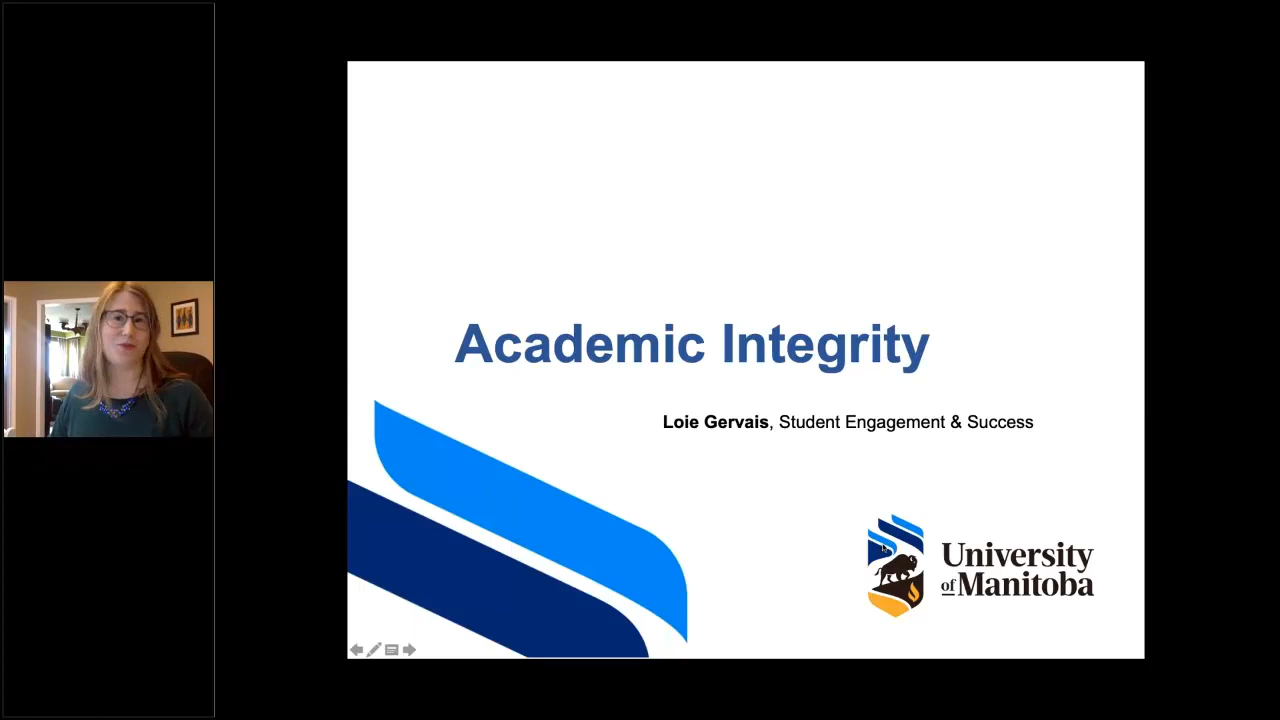 Academic Integrity
Loie Gervais, Student Engagement & Success
University
of Manitoba